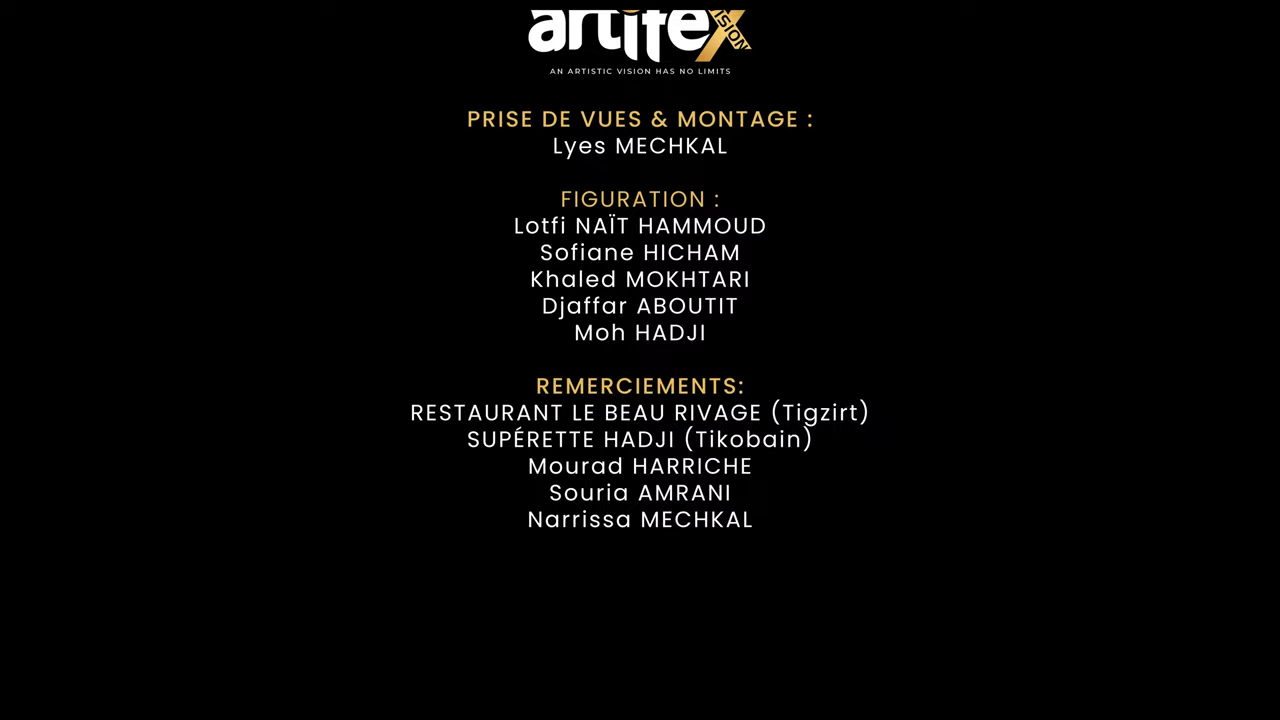 artifex VISION
AN ARTISTIC VISION HAS NO LIMITS
PRISE DE VUES & MONTAGE :
Lyes MECHKAL
FIGURATION :
Lotfi NAÏT HAMMOUD
Sofiane HICHAM
Khaled MOKHTARI
Djaffar ABOUTIT
Moh HADJI
REMERCIEMENTS:
RESTAURANT LE BEAU RIVAGE (Tigzirt)
SUPÉRETTE HADJI (Tikobain)
Mourad HARRICHE
Souria AMRANI
Narrissa MECHKAL